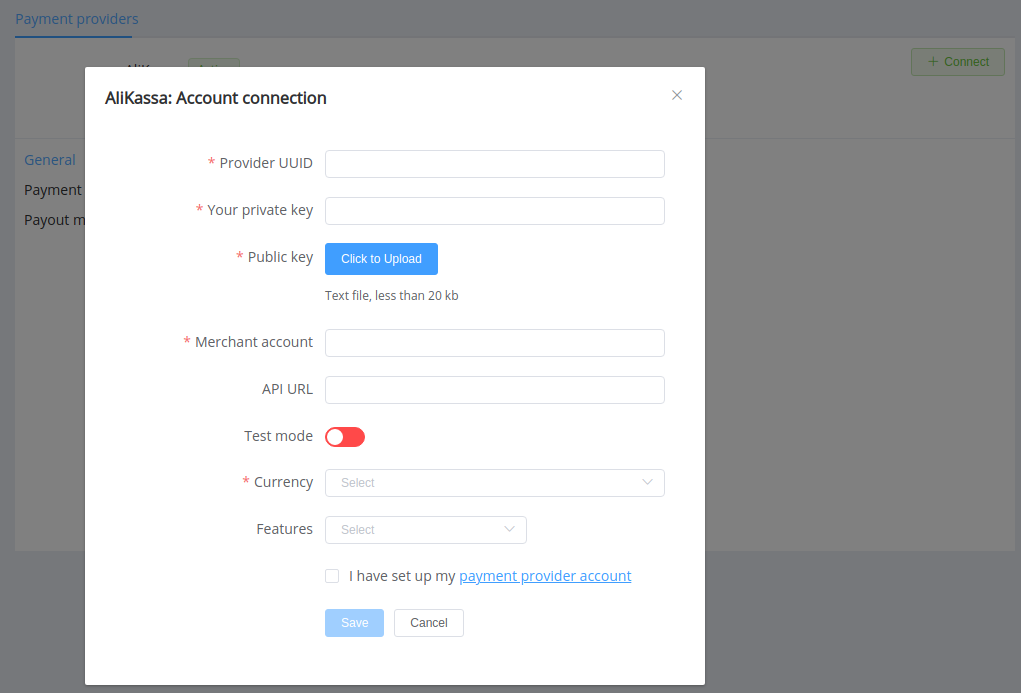 Payment providers
+ Connect
AliKassa: Account connection
General
Payment
Payout m
* Provider UUID
* Your private key
* Public key
Click to Upload
Text file, less than 20 kb
* Merchant account
API URL
Test mode
* Currency
Select
Features
Select
I have set up my payment provider account
Save
Cancel